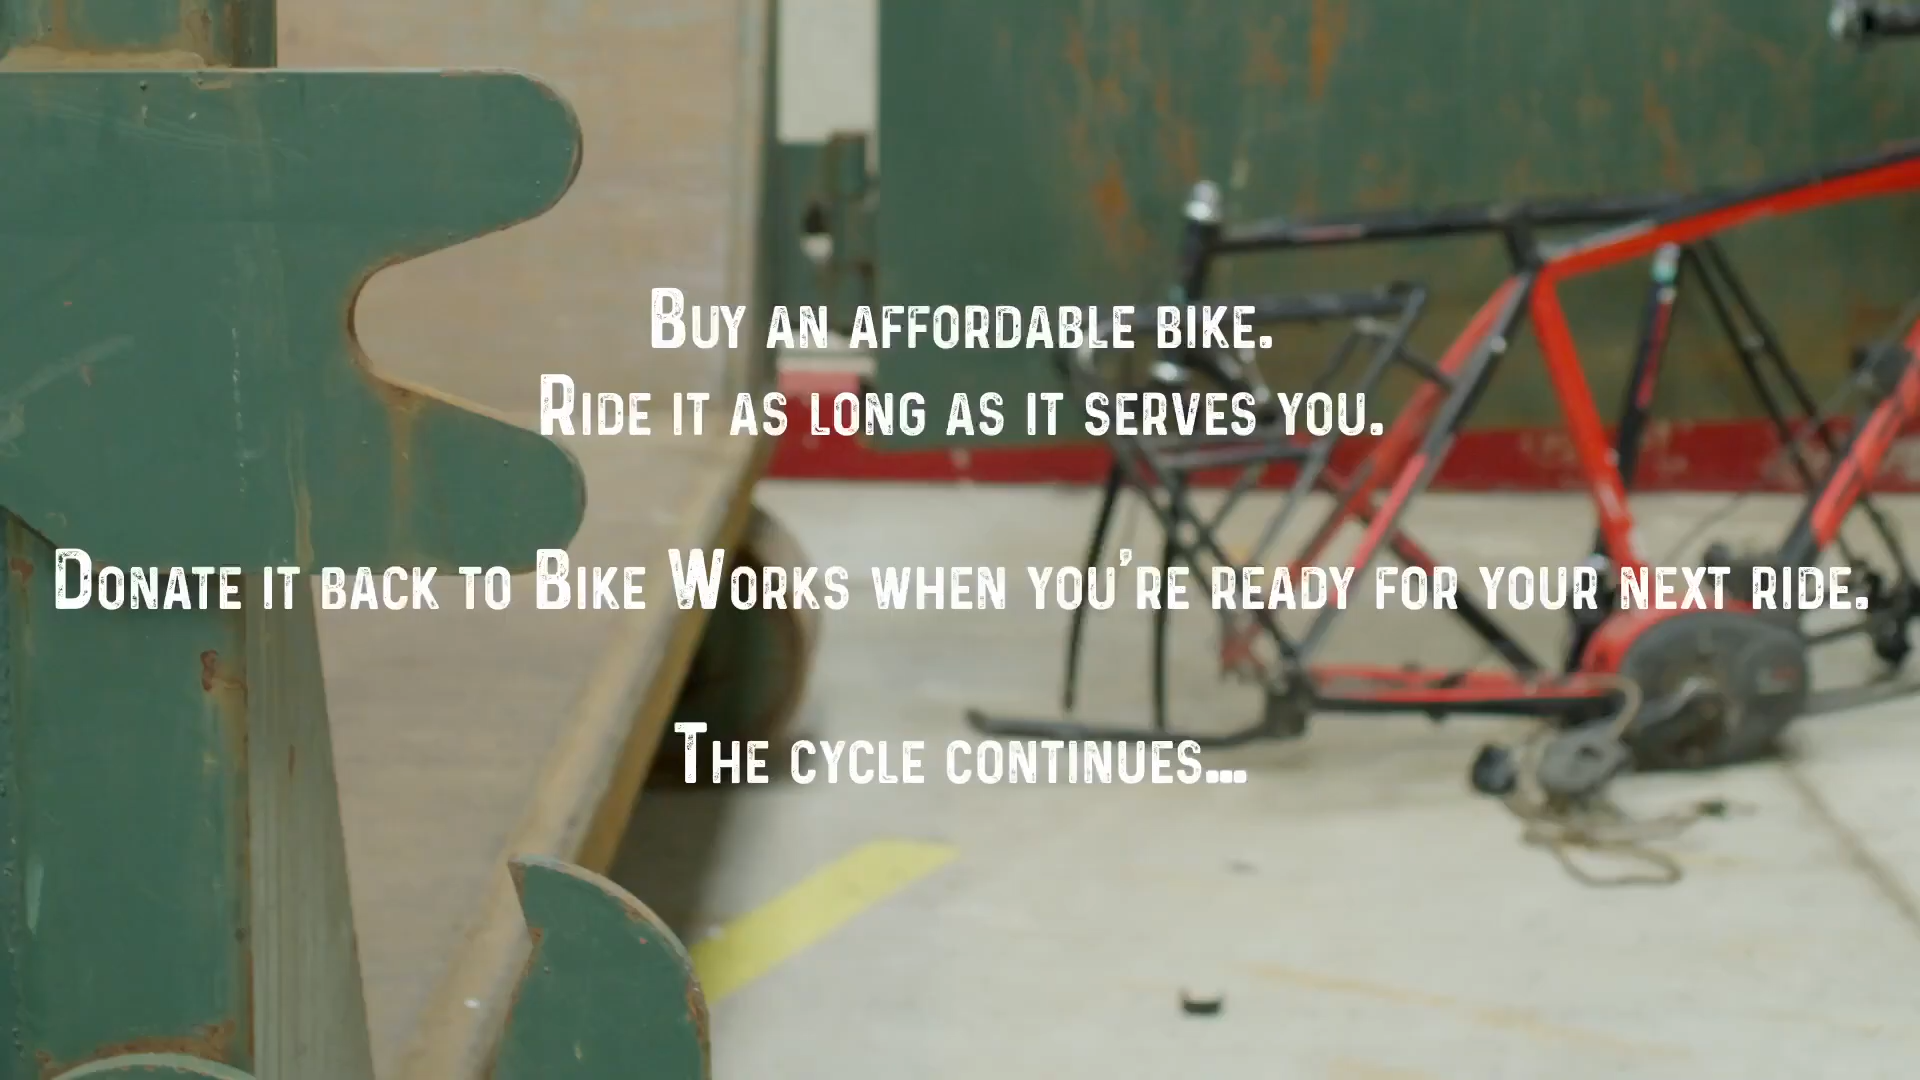 Buy an affordable bike.
Ride it as long as it serves you.
Donate it back to Bike Works when you're ready for your next ride.
The cycle continues...